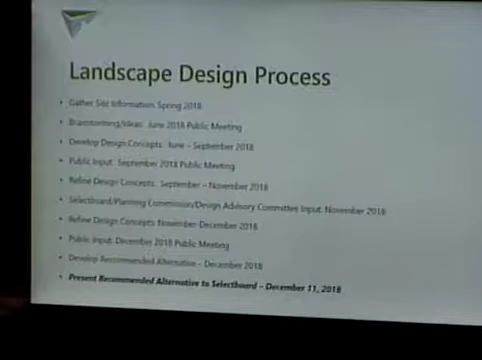 Landscape Design Process
• Gather Site Information: Spring 2018
• Brainstorming/Ideas: June 2018 Public Meeting
• Develop Design Concepts: June – September 2018
• Public Input: September 2018 Public Meeting
• Refine Design Concepts: September – November 2018
• Selectboard/Planning Commission/Design Advisory Committee Input: November 2018
• Refine Design Concepts: November-December 2018
• Public Input: December 2018 Public Meeting
• Develop Recommended Alternative – December 2018
• Present Recommended Alternative to Selectboard – December 11, 2018